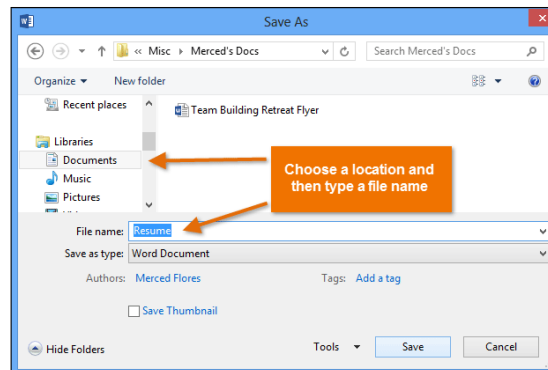 Save As
« Misc › Merced's Docs
Search Merced's Docs
Organize
New folder
Recent places
Team Building Retreat Flyer
Libraries
Documents
Music
Pictures
Choose a location and
then type a file name
File name: Resume
Save as type: Word Document
Authors: Merced Flores
Tags: Add a tag
Save Thumbnail
Hide Folders
Tools
Save
Cancel